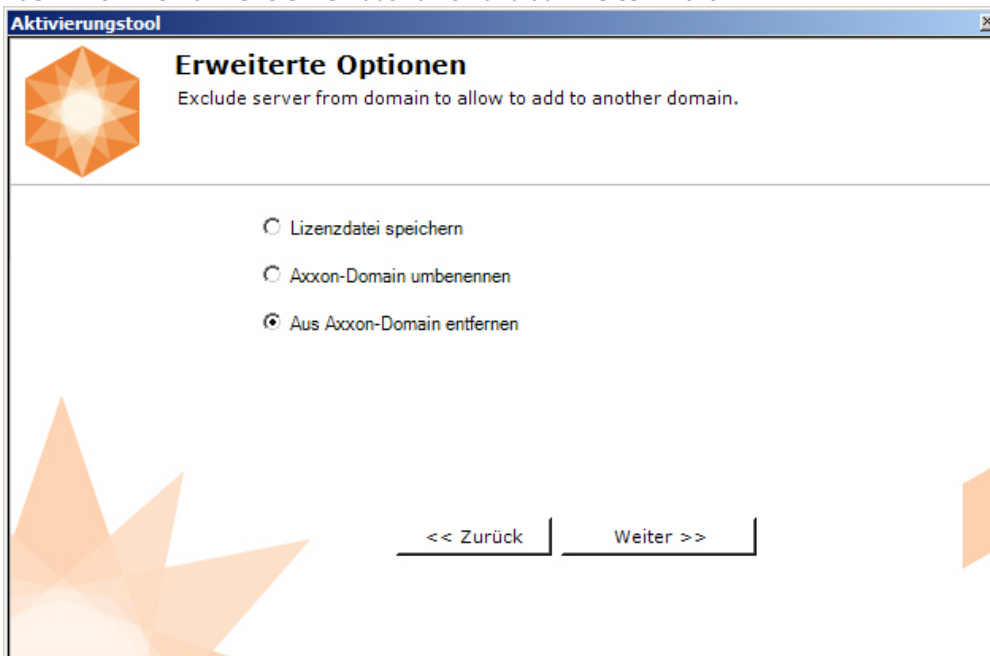 Aktivierungstool
Erweiterte Optionen
Exclude server from domain to allow to add to another domain.
Lizenzdatei speichern
Axxon-Domain umbenennen
Aus Axxon-Domain entfernen
<< Zurück
Weiter >>